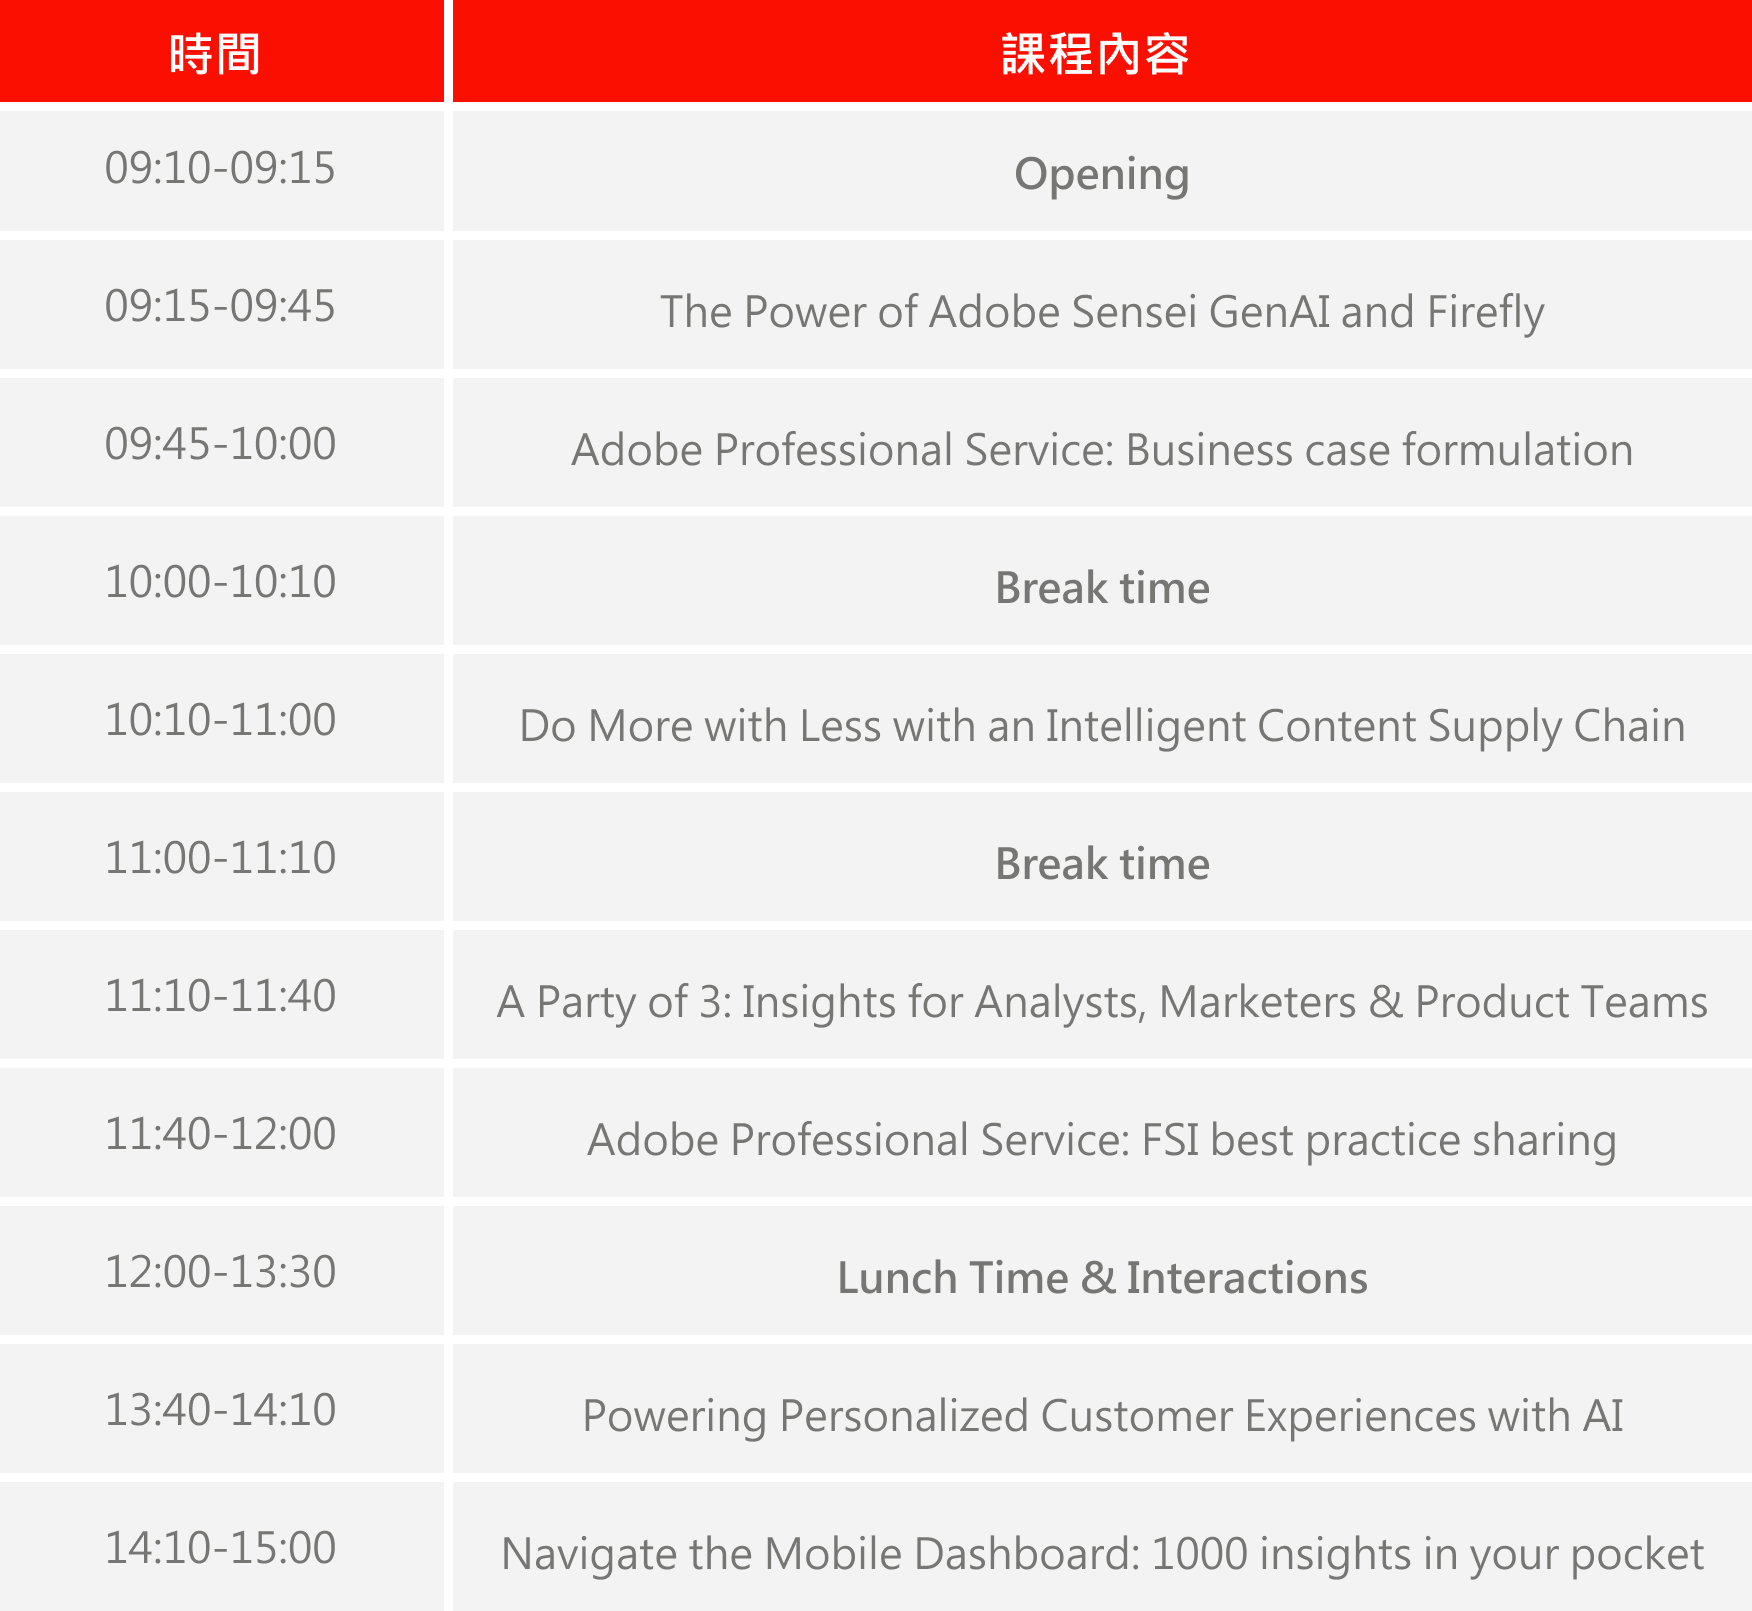 時間 課程內容
09:10-09:15 Opening
09:15-09:45 The Power of Adobe Sensei GenAI and Firefly
09:45-10:00 Adobe Professional Service: Business case formulation
10:00-10:10 Break time
10:10-11:00 Do More with Less with an Intelligent Content Supply Chain
11:00-11:10 Break time
11:10-11:40 A Party of 3: Insights for Analysts, Marketers & Product Teams
11:40-12:00 Adobe Professional Service: FSI best practice sharing
12:00-13:30 Lunch Time & Interactions
13:40-14:10 Powering Personalized Customer Experiences with AI
14:10-15:00 Navigate the Mobile Dashboard: 1000 insights in your pocket